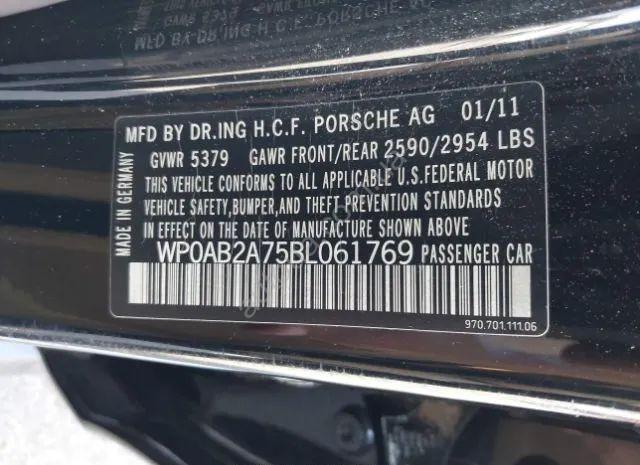 MFD BY DR.ING H.C.F. PORSCHE AG 01/11
GVWR 5379 GAWR FRONT/REAR 2590/2954 LBS
THIS VEHICLE CONFORMS TO ALL APPLICABLE U.S.FEDERAL MOTOR
VEHICLE SAFETY,BUMPER,AND THEFT PREVENTION STANDARDS
IN EFFECT ON THE DATE OF MANUFACTURE SHOWN ABOVE
WP0AB2A75BL061769 PASSENGER CAR
970.701.111.06
MADE IN GERMANY